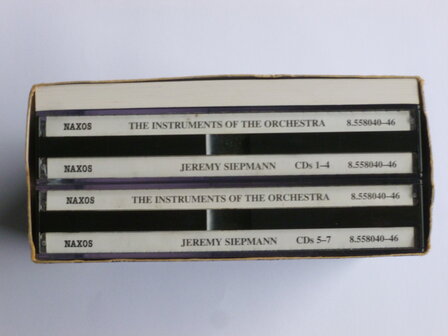 NAXOS THE INSTRUMENTS OF THE ORCHESTRA 8.558040–46
NAXOS JEREMY SIEPMANN CDs 1–4 8.558040–46
NAXOS THE INSTRUMENTS OF THE ORCHESTRA 8.558040–46
NAXOS JEREMY SIEPMANN CDs 5–7 8.558040–46